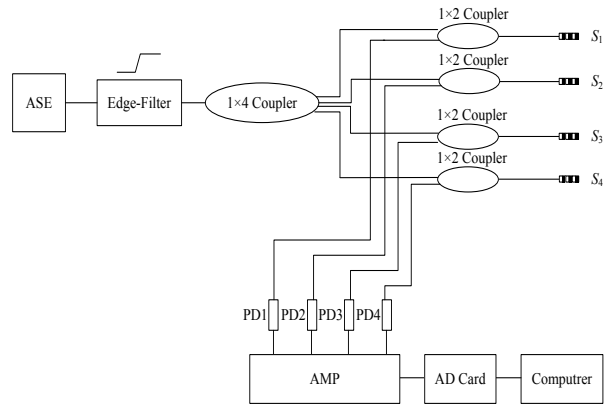 1×2 Coupler
S1
1×2 Coupler
ASE
Edge-Filter
1×4 Coupler
S2
1×2 Coupler
S3
1×2 Coupler
S4
PD1
PD2
PD3
PD4
AMP
AD Card
Computrer